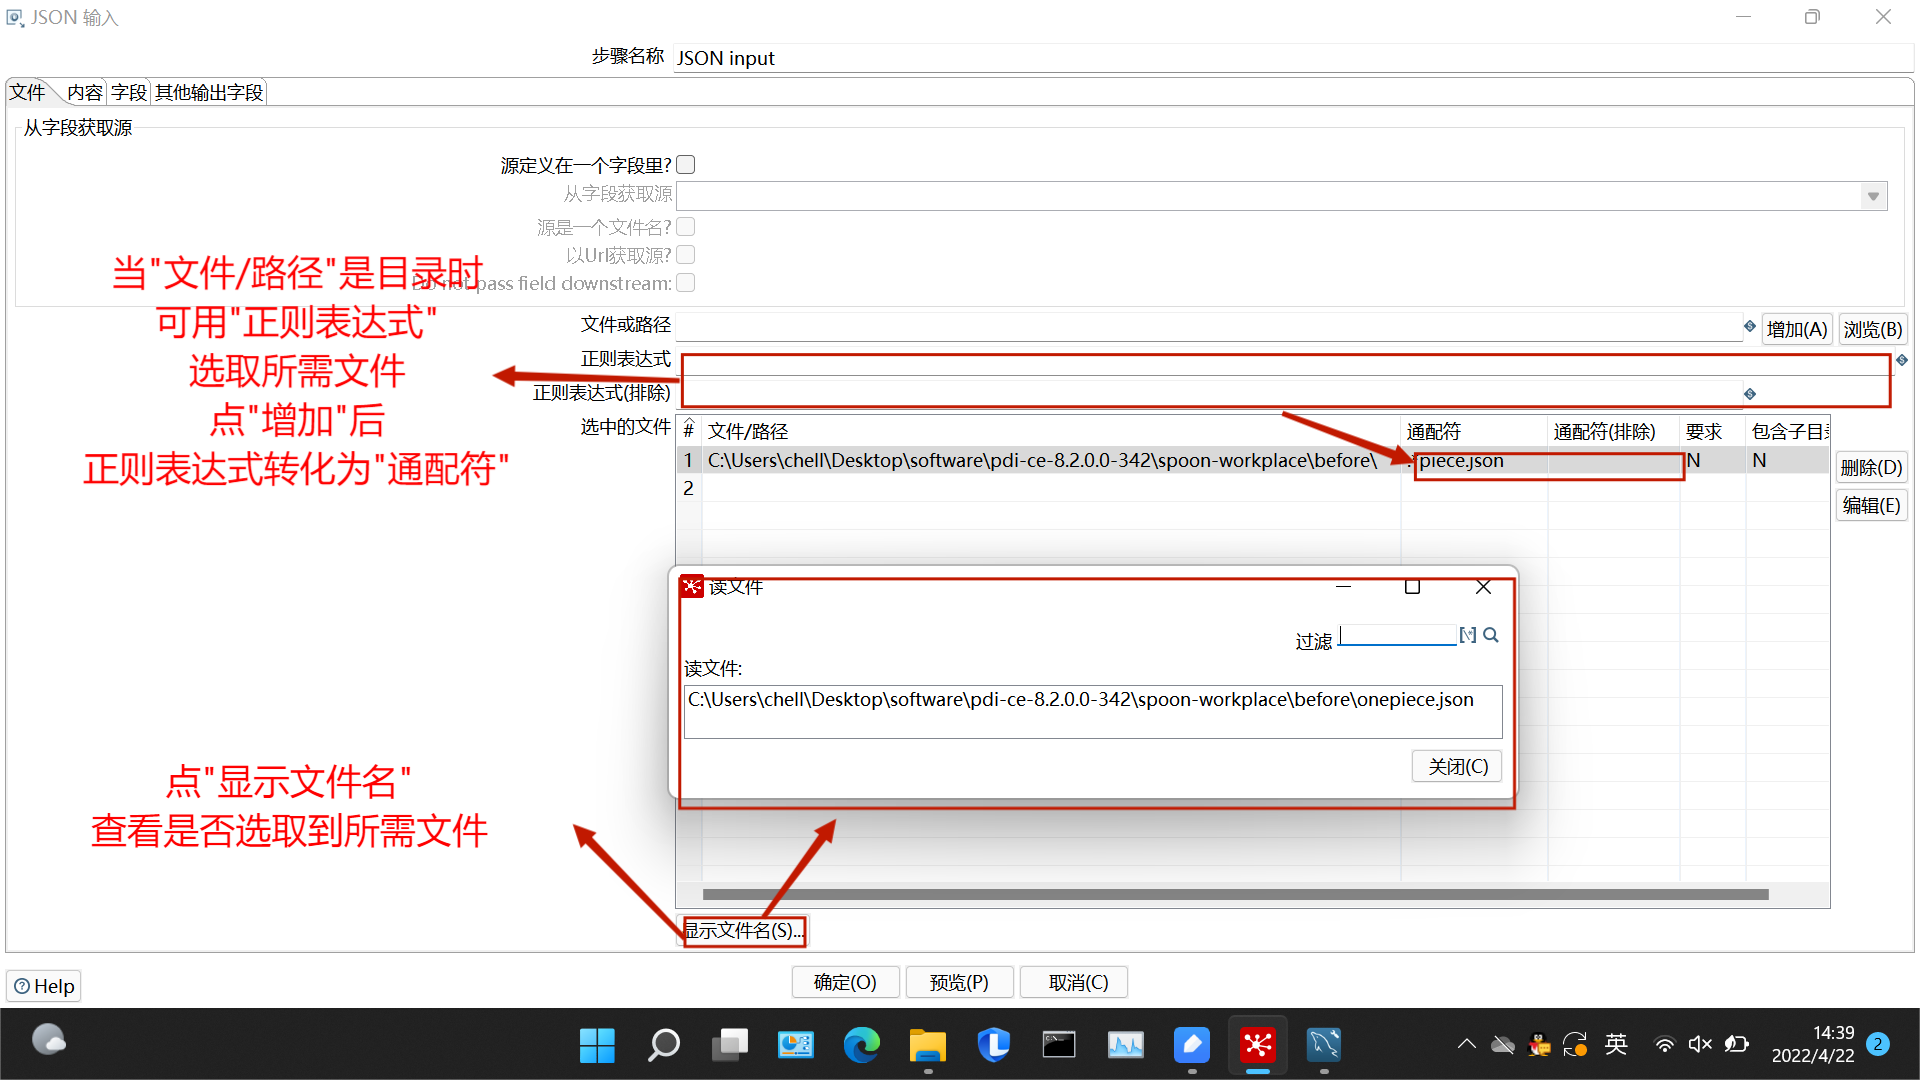 JSON 输入
步骤名称 JSON input
文件 内容 字段 其他输出字段
从字段获取源
源定义在一个字段里?
从字段获取源
源是一个文件名?
以Url获取源?
Do not pass field downstream:
当"文件/路径"是目录时
可用"正则表达式"
选取所需文件
点"增加"后
正则表达式转化为"通配符"
文件或路径 增加(A) 浏览(B)
正则表达式
正则表达式(排除)
选中的文件
# 文件/路径 通配符 通配符(排除) 要求 包含子目录
1 C:\Users\chell\Desktop\software\pdi-ce-8.2.0.0-342\spoon-workplace\before\ .*piece.json N N
2
删除(D)
编辑(E)
读文件
过滤
读文件:
C:\Users\chell\Desktop\software\pdi-ce-8.2.0.0-342\spoon-workplace\before\onepiece.json
关闭(C)
点"显示文件名"
查看是否选取到所需文件
显示文件名(S)...
Help 确定(O) 预览(P) 取消(C)
英 14:39
2022/4/22 2